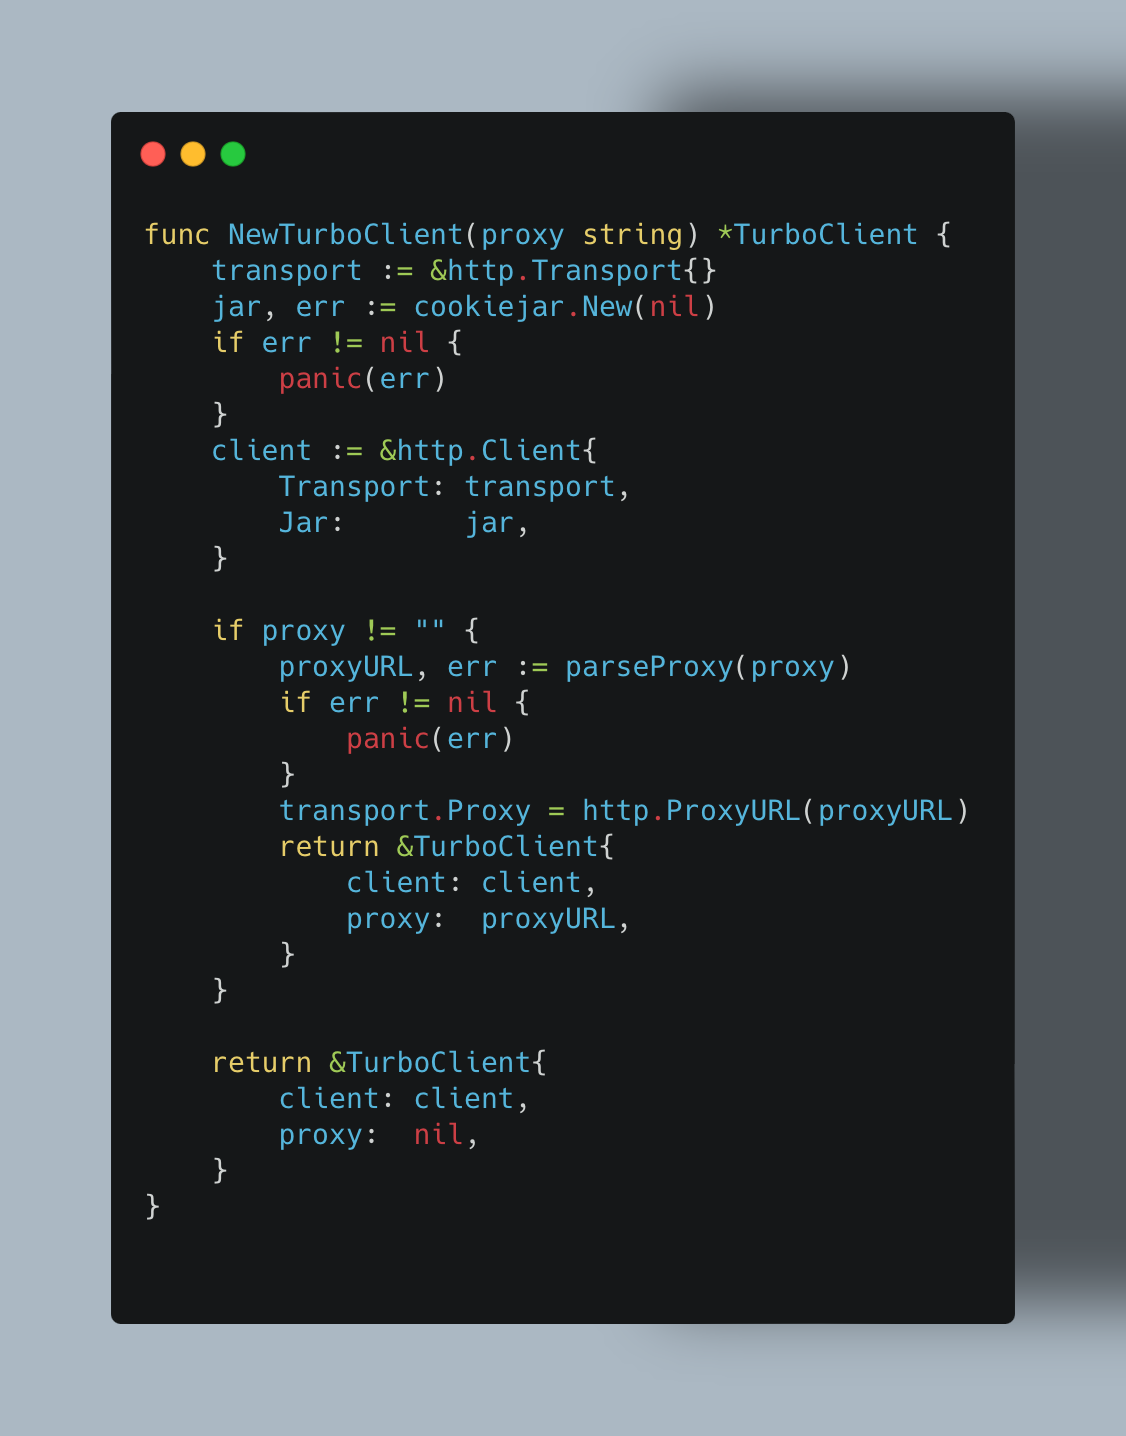 func NewTurboClient(proxy string) *TurboClient {
    transport := &http.Transport{}
    jar, err := cookiejar.New(nil)
    if err != nil {
        panic(err)
    }
    client := &http.Client{
        Transport: transport,
        Jar:       jar,
    }

    if proxy != "" {
        proxyURL, err := parseProxy(proxy)
        if err != nil {
            panic(err)
        }
        transport.Proxy = http.ProxyURL(proxyURL)
        return &TurboClient{
            client: client,
            proxy:  proxyURL,
        }
    }

    return &TurboClient{
        client: client,
        proxy:  nil,
    }
}